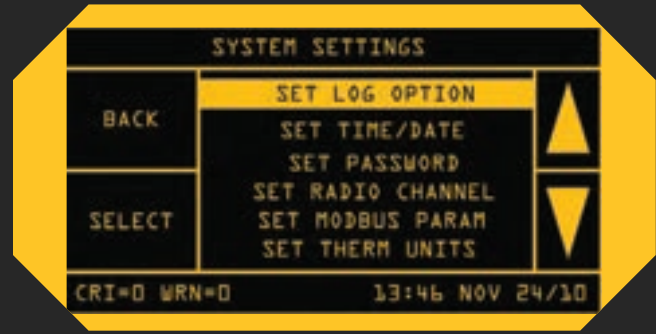 SYSTEM SETTINGS
BACK
SELECT
SET LOG OPTION
SET TIME/DATE
SET PASSWORD
SET RADIO CHANNEL
SET MODBUS PARAM
SET THERM UNITS
CRI=0 WRN=0 13:46 NOV 24/10